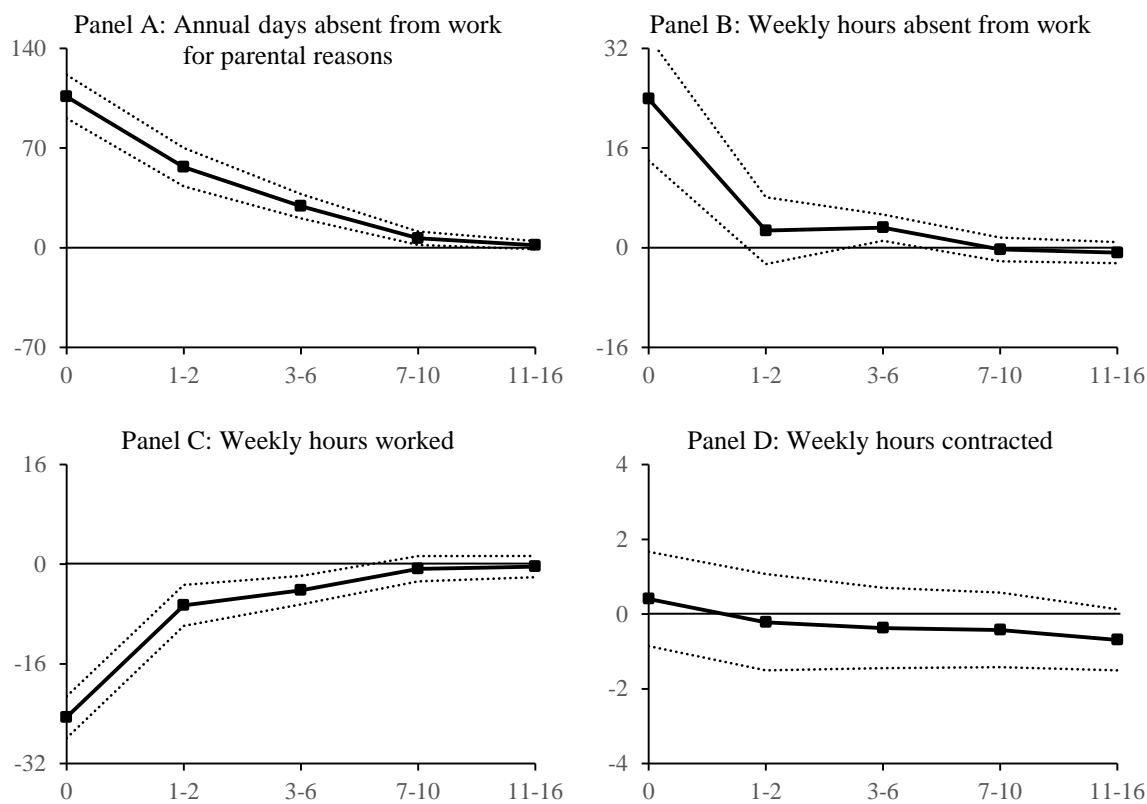 Panel A: Annual days absent from work
for parental reasons
140
70
0
-70
0 1-2 3-6 7-10 11-16
Panel B: Weekly hours absent from work
32
16
0
-16
0 1-2 3-6 7-10 11-16
Panel C: Weekly hours worked
16
0
-16
-32
0 1-2 3-6 7-10 11-16
Panel D: Weekly hours contracted
4
2
0
-2
-4
0 1-2 3-6 7-10 11-16